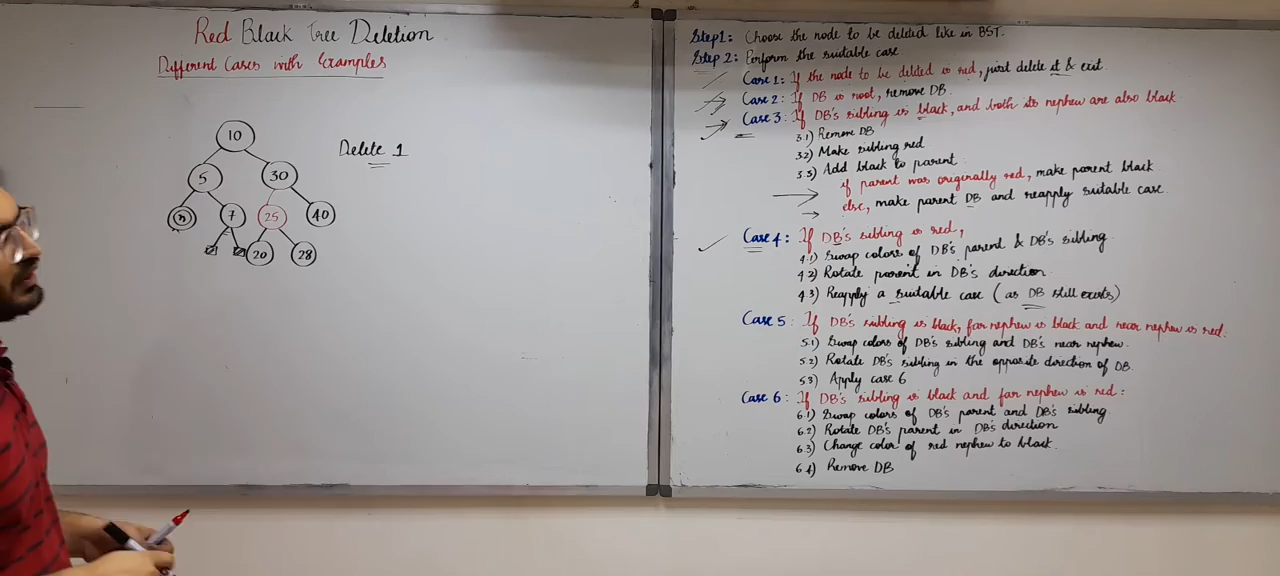 Red Black Tree Deletion
Different Cases with Examples
Delete 1
10
5
30
n
7
25
40
20
28
Step1: Choose the node to be deleted like in BST.
Step 2: Perform the suitable case
Case 1: If the node to be deleted is red, just delete it & exit
Case 2: If DB is root, remove DB.
Case 3: If DB's sibling is black, and both its nephew are also black
3.1) Remove DB
3.2) Make sibling red
3.3) Add black to parent.
if parent was originally red, make parent black
else, make parent DB and reapply suitable case.
Case 4: If DB's sibling is red,
4.1) Swap colors of DB's parent & DB's sibling.
4.2) Rotate parent in DB's direction.
4.3) Reapply a suitable case (as DB still exists)
Case 5: If DB's sibling is black, far nephew is black and near nephew is red.
5.1) Swap colors of DB's sibling and DB's near nephew.
5.2) Rotate DB's sibling in the opposite direction of DB.
5.3) Apply case 6
Case 6: If DB's sibling is black and far nephew is red:
6.1) Swap colors of DB's parent and DB's sibling.
6.2) Rotate DB's parent in DB's direction
6.3) Change color of red nephew to black.
6.4) Remove DB